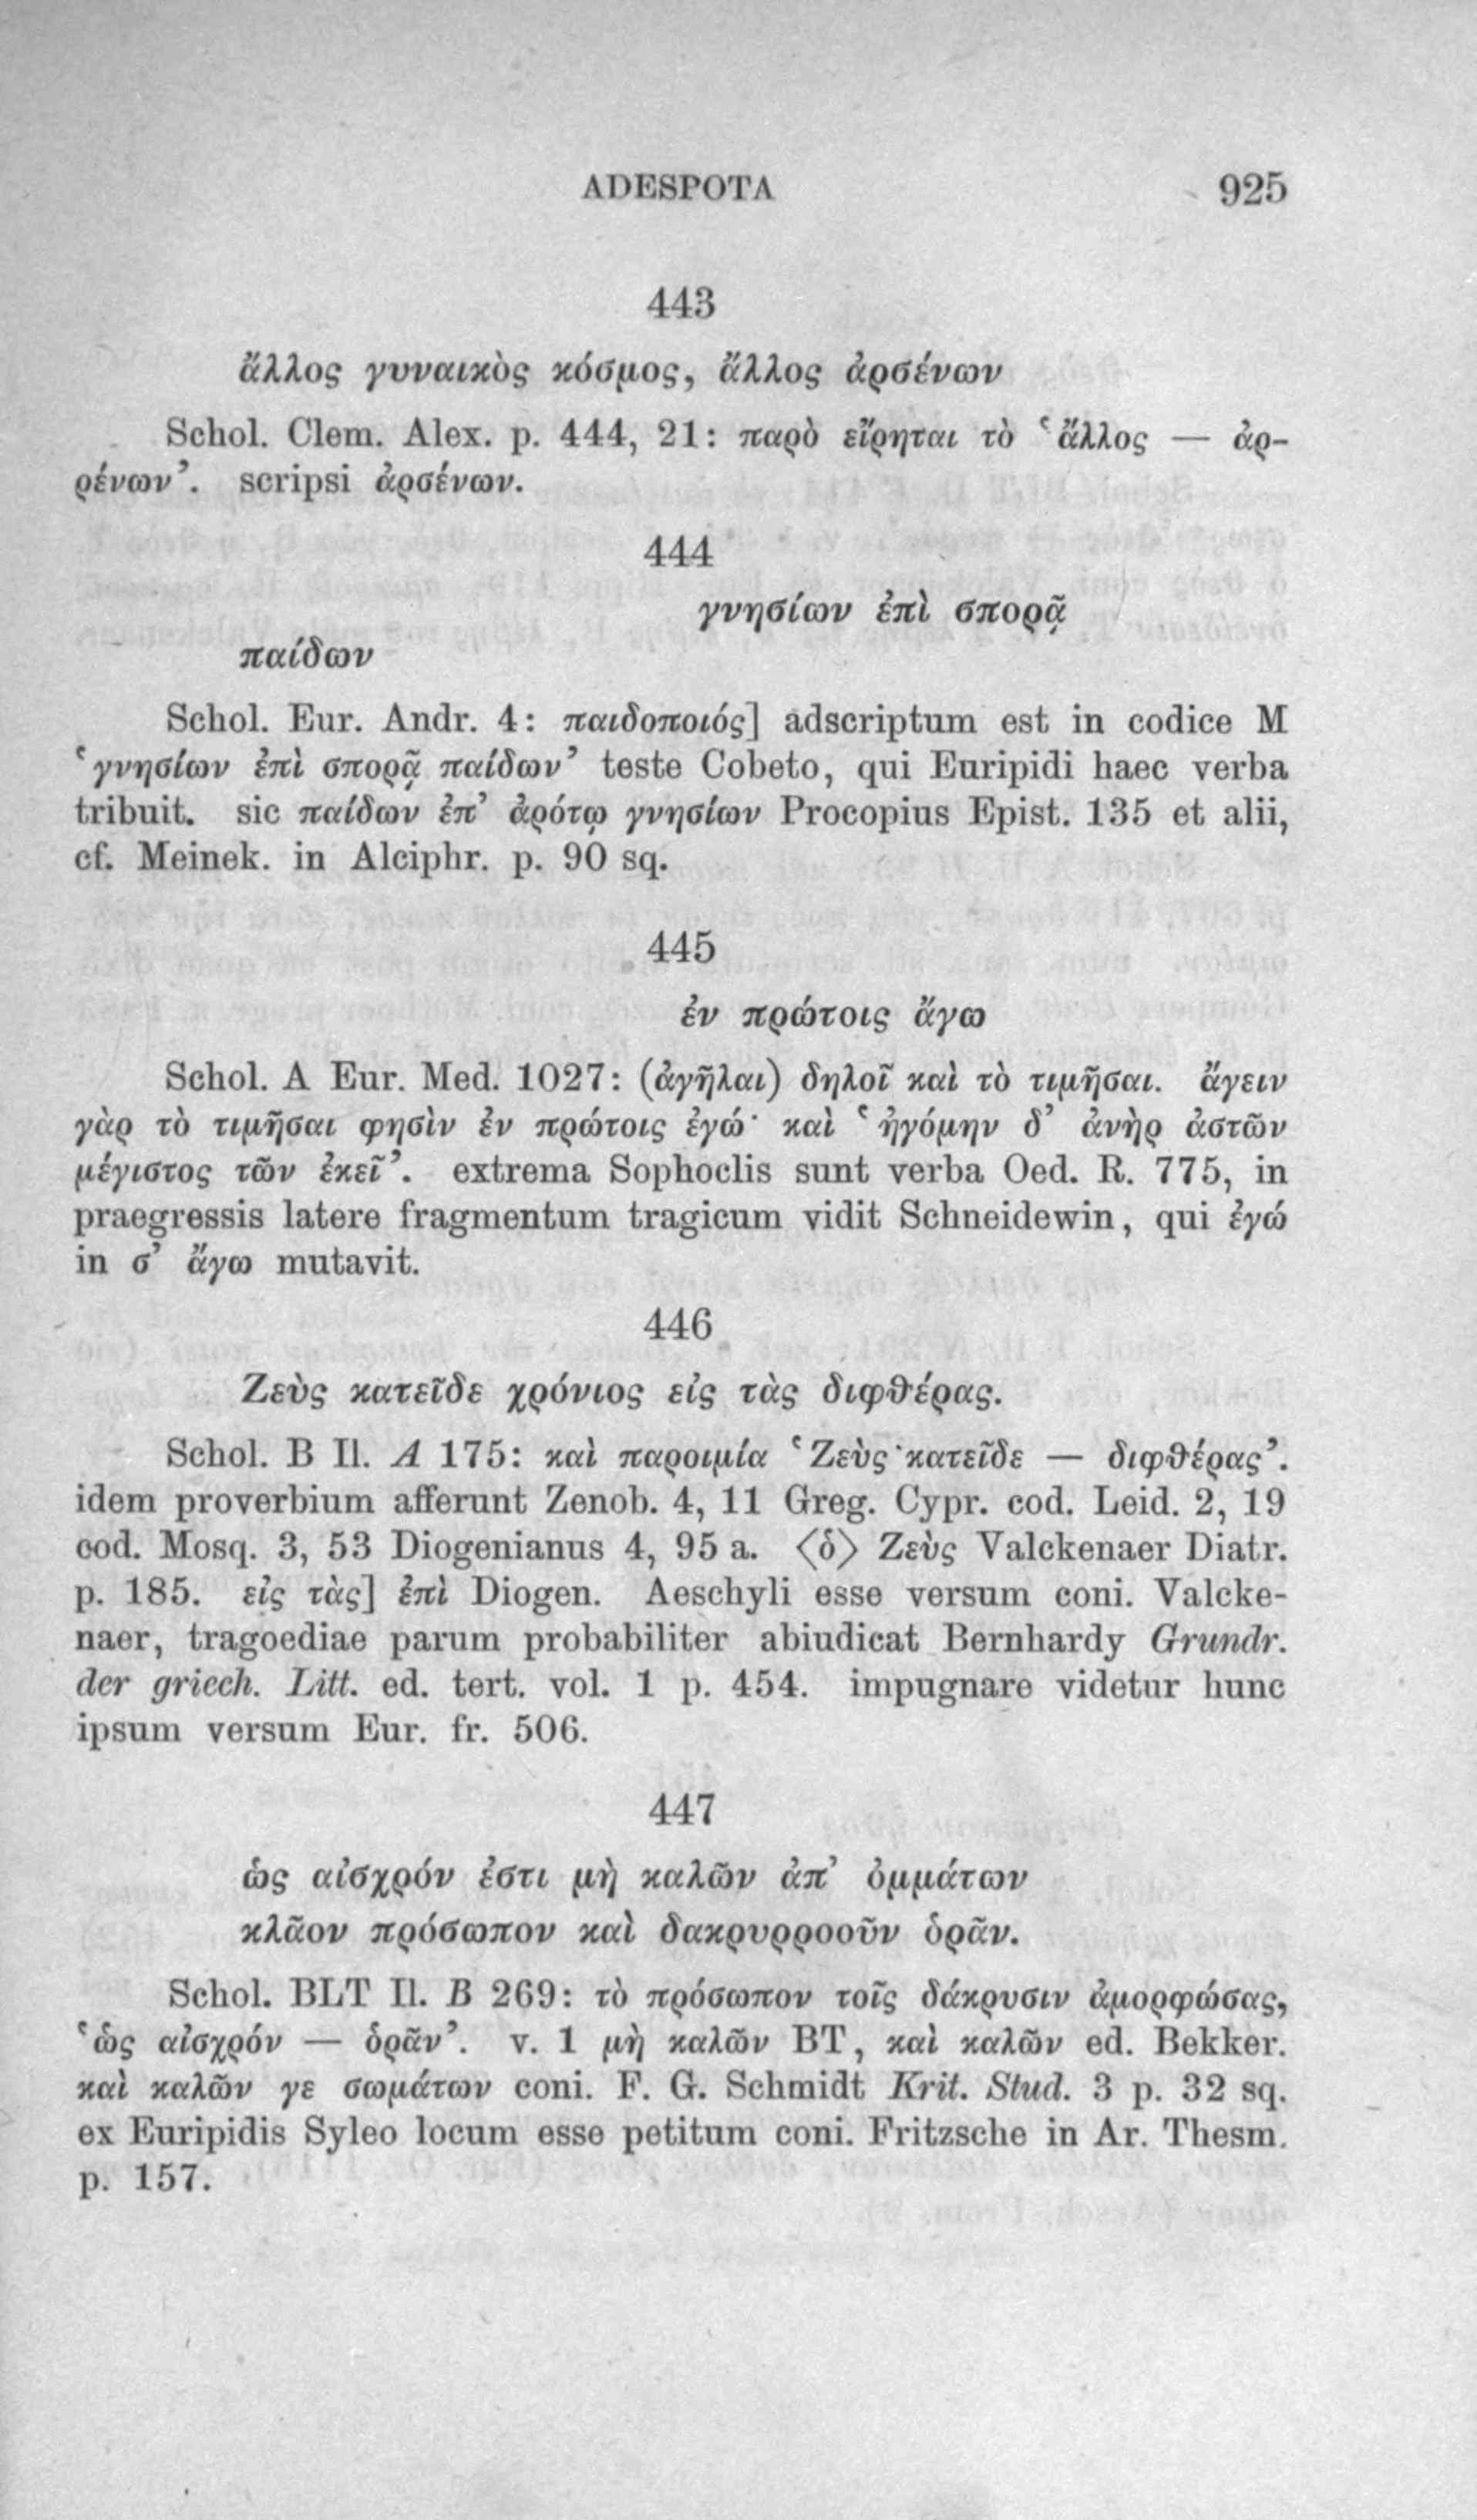 ADESPOTA 925
443
ἄλλος γυναικὸς κόσμος, ἄλλος ἀρσένων
Schol. Clem. Alex. p. 444, 21: παρὸ εἴρηται τὸ ‘ἄλλος — ἀρ-
ρένων’. scripsi ἀρσένων.
444
γνησίων ἐπὶ σπορᾷ
παίδων
Schol. Eur. Andr. 4: παιδοποιός] adscriptum est in codice M
‘γνησίων ἐπὶ σπορᾷ παίδων’ teste Cobeto, qui Euripidi haec verba
tribuit. sic παίδων ἐπ’ ἀρότῳ γνησίων Procopius Epist. 135 et alii,
cf. Meinek. in Alciphr. p. 90 sq.
445
ἐν πρώτοις ἄγω
Schol. A Eur. Med. 1027: (ἀγῆλαι) δηλοῖ καὶ τὸ τιμῆσαι. ἄγειν
γὰρ τὸ τιμῆσαι φησὶν ἐν πρώτοις ἐγώ· καὶ ‘ἠγόμην δ’ ἀνὴρ ἀστῶν
μέγιστος τῶν ἐκεῖ’. extrema Sophoclis sunt verba Oed. R. 775, in
praegressis latere fragmentum tragicum vidit Schneidewin, qui ἐγώ
in σ’ ἄγω mutavit.
446
Ζεὺς κατεῖδε χρόνιος εἰς τὰς διφθέρας.
Schol. B Il. Α 175: καὶ παροιμία ‘Ζεὺς κατεῖδε — διφθέρας’.
idem proverbium afferunt Zenob. 4, 11 Greg. Cypr. cod. Leid. 2, 19
cod. Mosq. 3, 53 Diogenianus 4, 95 a. ⟨ὁ⟩ Ζεὺς Valckenaer Diatr.
p. 185. εἰς τὰς] ἐπὶ Diogen. Aeschyli esse versum coni. Valcke-
naer, tragoediae parum probabiliter abiudicat Bernhardy Grundr.
der griech. Litt. ed. tert. vol. 1 p. 454. impugnare videtur hunc
ipsum versum Eur. fr. 506.
447
ὡς αἰσχρόν ἐστι μὴ καλῶν ἀπ’ ὀμμάτων
κλᾶον πρόσωπον καὶ δακρυρροοῦν ὁρᾶν.
Schol. BLT Il. Β 269: τὸ πρόσωπον τοῖς δάκρυσιν ἀμορφώσας,
‘ὡς αἰσχρόν — ὁρᾶν’. v. 1 μὴ καλῶν BT, καὶ καλῶν ed. Bekker.
καὶ καλῶν γε σωμάτων coni. F. G. Schmidt Krit. Stud. 3 p. 32 sq.
ex Euripidis Syleo locum esse petitum coni. Fritzsche in Ar. Thesm.
p. 157.